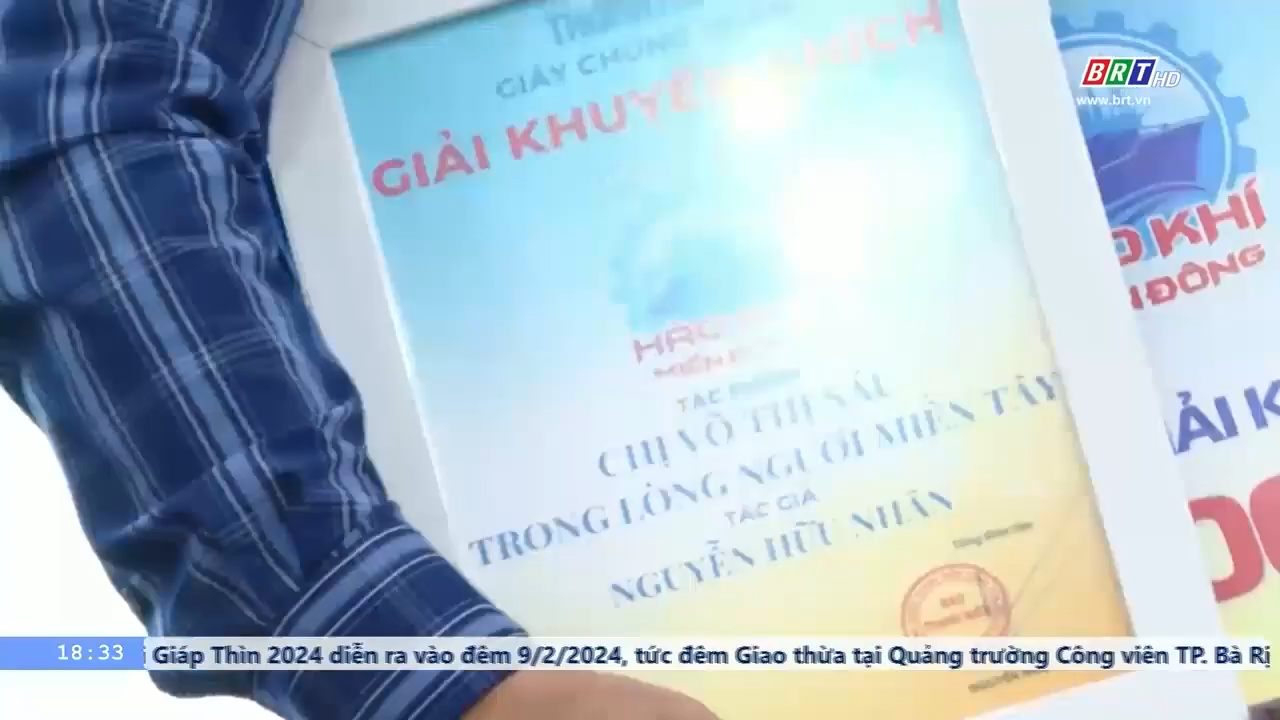 GIẤY CHỨNG
GIẢI KHUYẾN KHÍCH
TÁC PHẨM
CHỊ VÕ THỊ SÁU
TRONG LÒNG NGƯỜI MIỀN TÂY
TÁC GIẢ
NGUYỄN HỮU NHÂN
BRT HD
www.brt.vn
KHÍ
ĐÔNG
ẢI K
18:33
Giáp Thìn 2024 diễn ra vào đêm 9/2/2024, tức đêm Giao thừa tại Quảng trường Công viên TP. Bà Rị